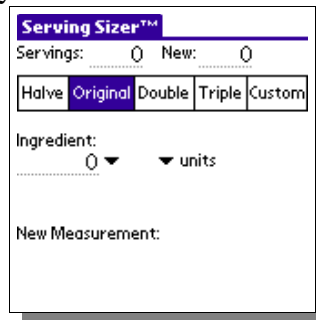 Serving Sizer™
Servings: 0 New: 0
Halve Original Double Triple Custom
Ingredient:
0 units
New Measurement: